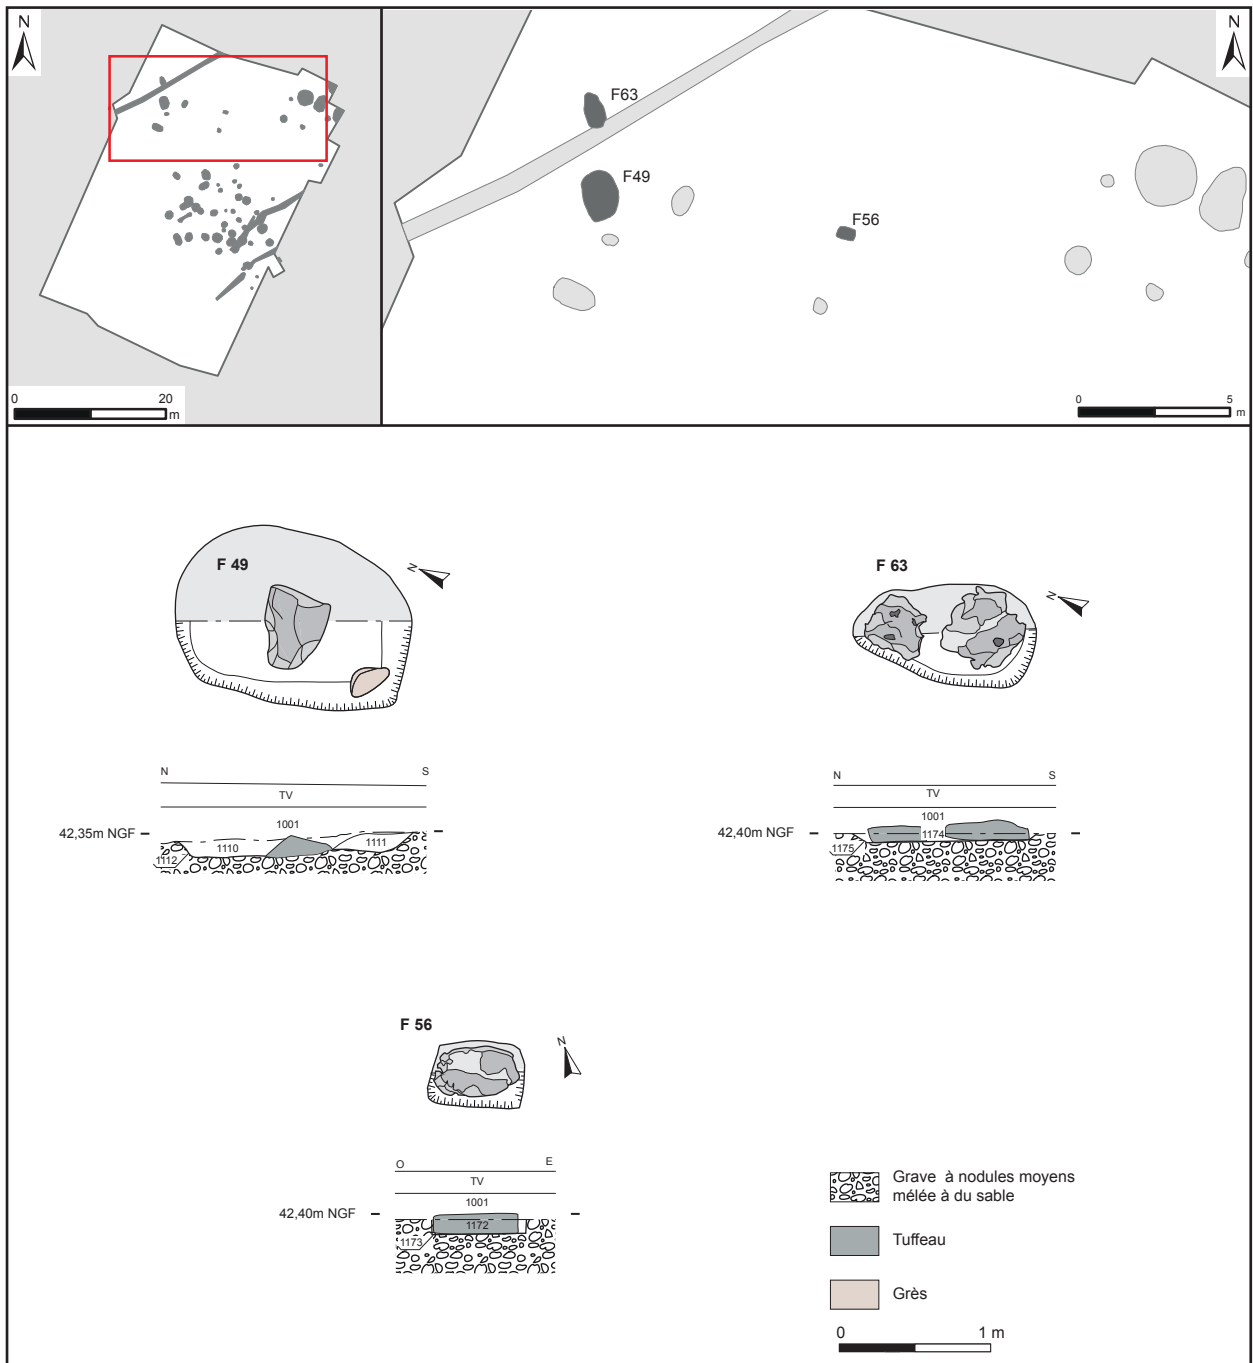 N
0
20
m
N
F63
F49
F56
0
5
m
F 49
N
N
S
TV
1001
42,35m NGF
1110
1111
1112
F 63
N
N
S
TV
1001
42,40m NGF
1174
1175
F 56
N
O
E
TV
1001
42,40m NGF
1172
1173
Grave à nodules moyens
mélée à du sable
Tuffeau
Grès
0
1 m